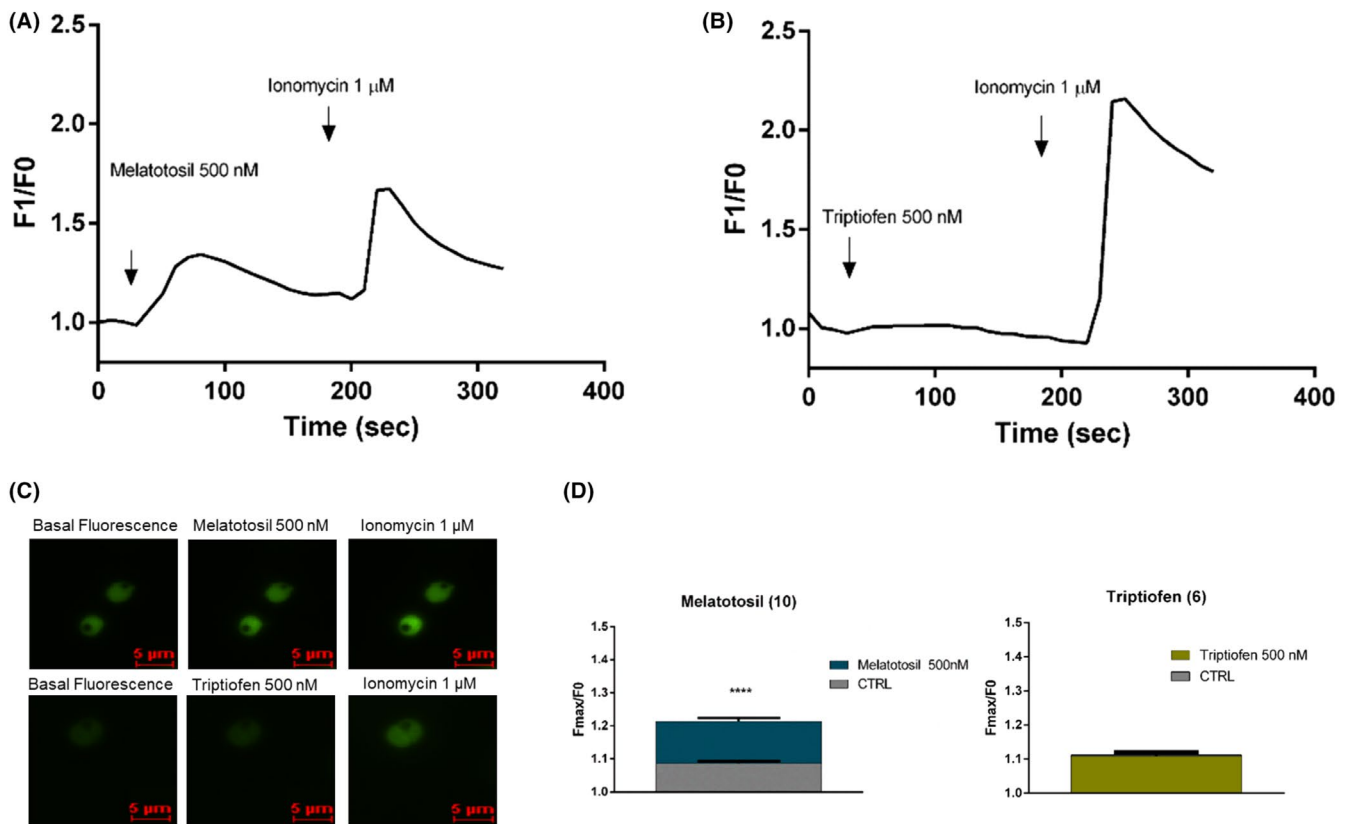 (A)
2.5
2.0
1.5
1.0
F1/F0
Ionomycin 1 μM
Melatotosil 500 nM
0 100 200 300 400
Time (sec)
(B)
2.5
2.0
1.5
1.0
F1/F0
Ionomycin 1 μM
Triptiofen 500 nM
0 100 200 300 400
Time (sec)
(C)
Basal Fluorescence Melatotosil 500 nM Ionomycin 1 μM
5 μm 5 μm 5 μm
Basal Fluorescence Triptiofen 500 nM Ionomycin 1 μM
5 μm 5 μm 5 μm
(D)
Melatotosil (10)
1.5
1.4
1.3
1.2
1.1
1.0
Fmax/F0
****
Melatotosil 500nM
CTRL
Triptiofen (6)
1.5
1.4
1.3
1.2
1.1
1.0
Fmax/F0
Triptiofen 500 nM
CTRL